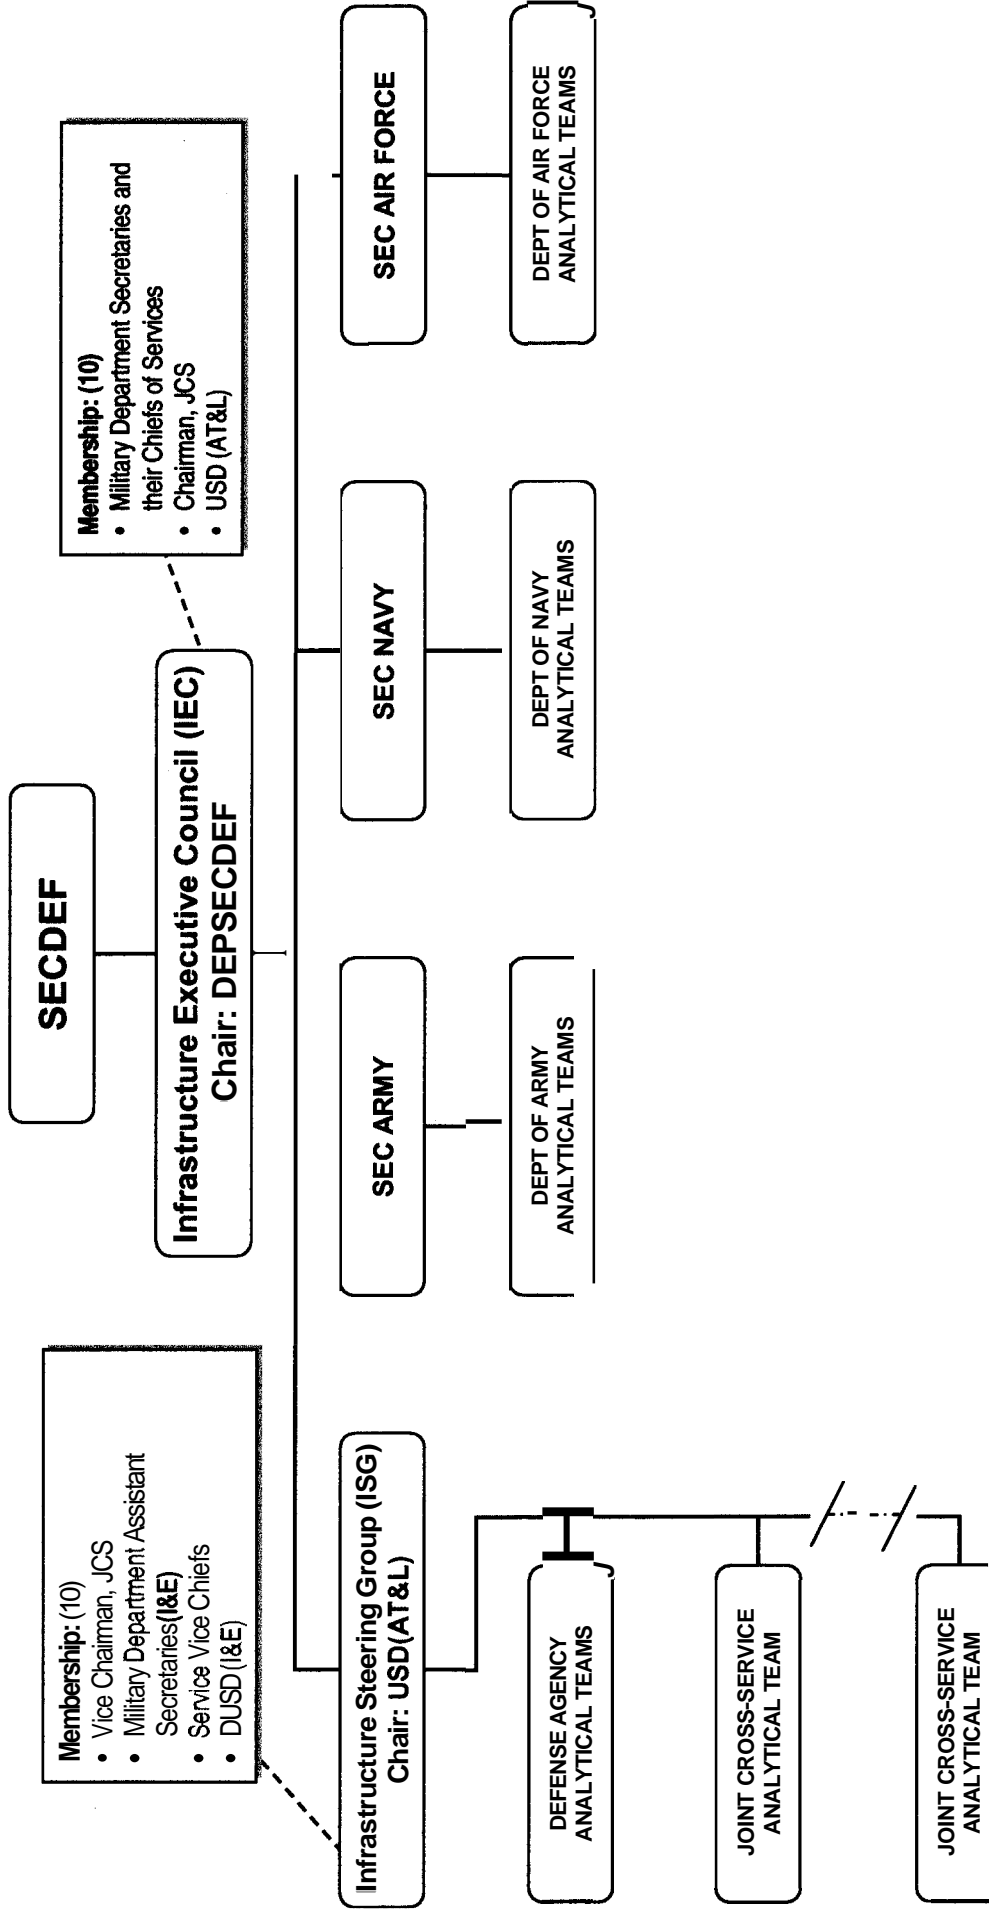 SECDEF
Infrastructure Executive Council (IEC)
Chair: DEPSECDEF
Membership: (10)
• Military Department Secretaries and
their Chiefs of Services
• Chairman, JCS
• USD (AT&L)
Membership: (10)
• Vice Chairman, JCS
• Military Department Assistant
Secretaries(I&E)
• Service Vice Chiefs
• DUSD(I&E)
Infrastructure Steering Group (ISG)
Chair: USD(AT&L)
SEC ARMY
SEC NAVY
SEC AIR FORCE
DEFENSE AGENCY
ANALYTICAL TEAMS
DEPT OF ARMY
ANALYTICAL TEAMS
DEPT OF NAVY
ANALYTICAL TEAMS
DEPT OF AIR FORCE
ANALYTICAL TEAMS
JOINT CROSS-SERVICE
ANALYTICAL TEAM
JOINT CROSS-SERVICE
ANALYTICAL TEAM